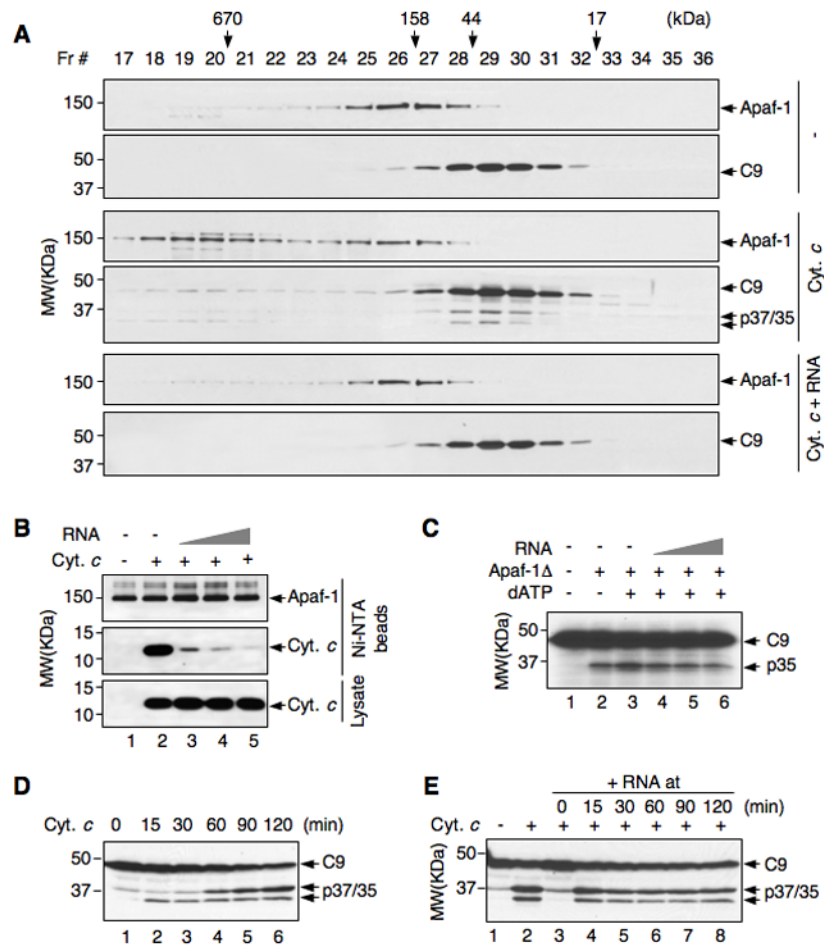 A
670 158 44 17 (kDa)
Fr # 17 18 19 20 21 22 23 24 25 26 27 28 29 30 31 32 33 34 35 36
150 Apaf-1
50 C9
37
-
150 Apaf-1
50 C9
37 p37/35
Cyt. c
MW(KDa)
150 Apaf-1
50 C9
37
Cyt. c + RNA
B
RNA - -
Cyt. c - + + + +
150 Apaf-1
15 Cyt. c
10
Ni-NTA beads
15 Cyt. c
10
Lysate
MW(KDa)
1 2 3 4 5
C
RNA - - -
Apaf-1Δ - + + + + +
dATP - - + + + +
50 C9
37 p35
MW(KDa)
1 2 3 4 5 6
D
Cyt. c 0 15 30 60 90 120 (min)
50 C9
37 p37/35
MW(KDa)
1 2 3 4 5 6
E
+ RNA at
0 15 30 60 90 120 (min)
Cyt. c - + + + + + + +
50 C9
37 p37/35
MW(KDa)
1 2 3 4 5 6 7 8